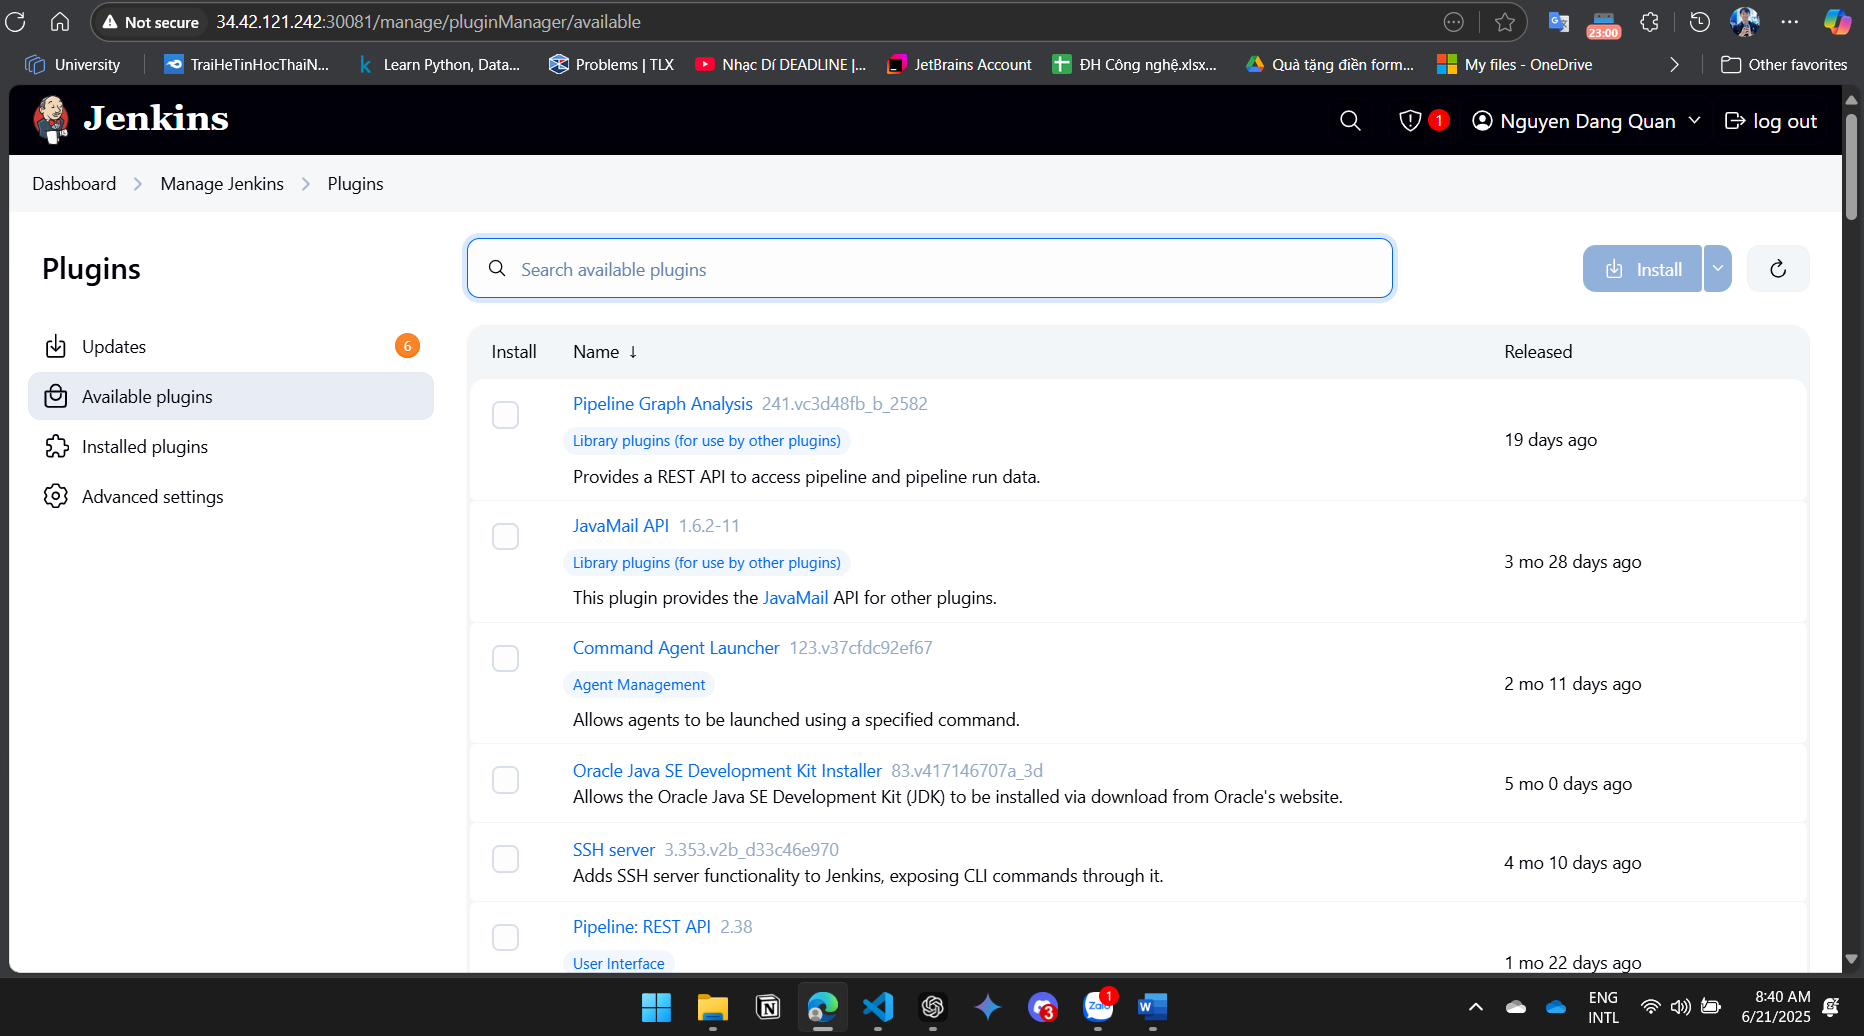 Not secure 34.42.121.242:30081/manage/pluginManager/available 23:00
University TraiHeTinHocThaiN... Learn Python, Data... Problems | TLX Nhạc Dí DEADLINE |... JetBrains Account ĐH Công nghệ.xlsx... Quà tặng điền form... My files - OneDrive Other favorites
Jenkins 1 Nguyen Dang Quan log out
Dashboard Manage Jenkins Plugins
Plugins
Search available plugins
Install
Updates 6
Available plugins
Installed plugins
Advanced settings
Install Name ↓ Released
Pipeline Graph Analysis 241.vc3d48fb_b_2582
Library plugins (for use by other plugins)
Provides a REST API to access pipeline and pipeline run data.
19 days ago
JavaMail API 1.6.2-11
Library plugins (for use by other plugins)
This plugin provides the JavaMail API for other plugins.
3 mo 28 days ago
Command Agent Launcher 123.v37cfdc92ef67
Agent Management
Allows agents to be launched using a specified command.
2 mo 11 days ago
Oracle Java SE Development Kit Installer 83.v417146707a_3d
Allows the Oracle Java SE Development Kit (JDK) to be installed via download from Oracle's website.
5 mo 0 days ago
SSH server 3.353.v2b_d33c46e970
Adds SSH server functionality to Jenkins, exposing CLI commands through it.
4 mo 10 days ago
Pipeline: REST API 2.38
User Interface
1 mo 22 days ago
3 Zalo 1 W
ENG
INTL
8:40 AM
6/21/2025